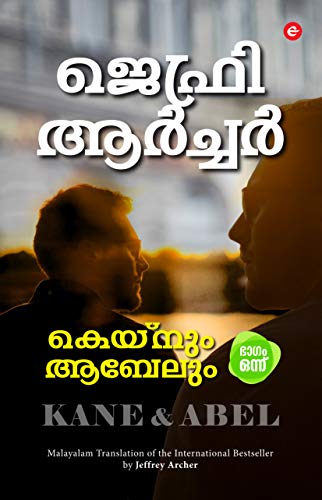 e
ജെഫ്രി
ആർച്ചർ
കെയ്നും
ആബേലും
ഭാഗം
ഒന്ന്
KANE & ABEL
Malayalam Translation of the International Bestseller
by Jeffrey Archer